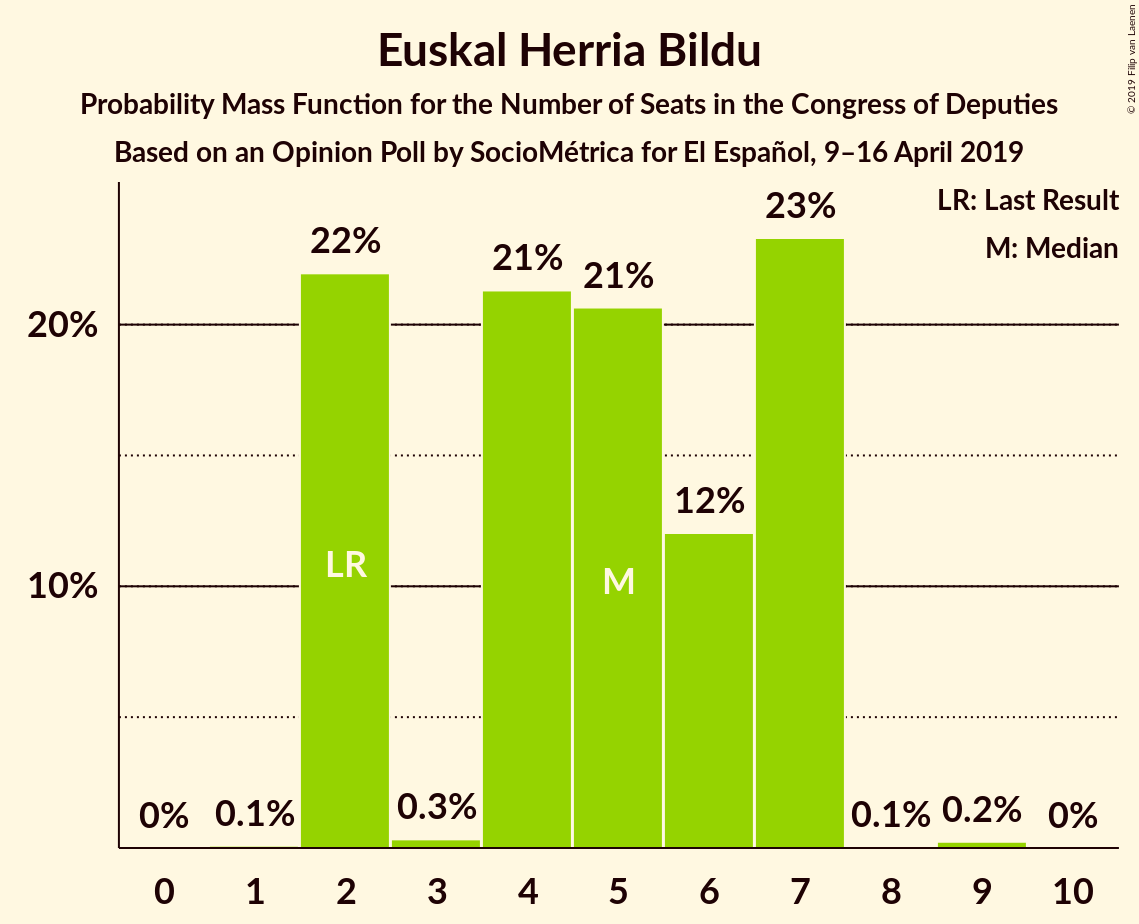 Euskal Herria Bildu
Probability Mass Function for the Number of Seats in the Congress of Deputies
Based on an Opinion Poll by SocioMétrica for El Español, 9–16 April 2019
© 2019 Filip van Laenen
LR: Last Result
M: Median
20%
10%
0%
0.1%
22%
0.3%
21%
21%
12%
23%
0.1%
0.2%
0%
LR
M
0 1 2 3 4 5 6 7 8 9 10